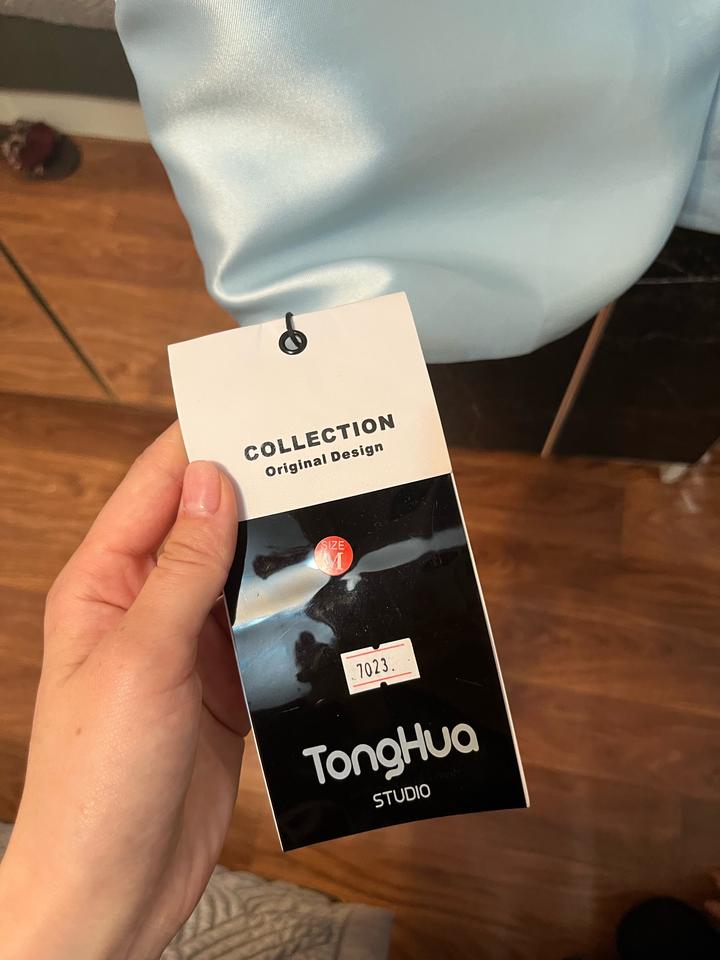 COLLECTION
Original Design
SIZE
M
7023.
TongHua
STUDIO